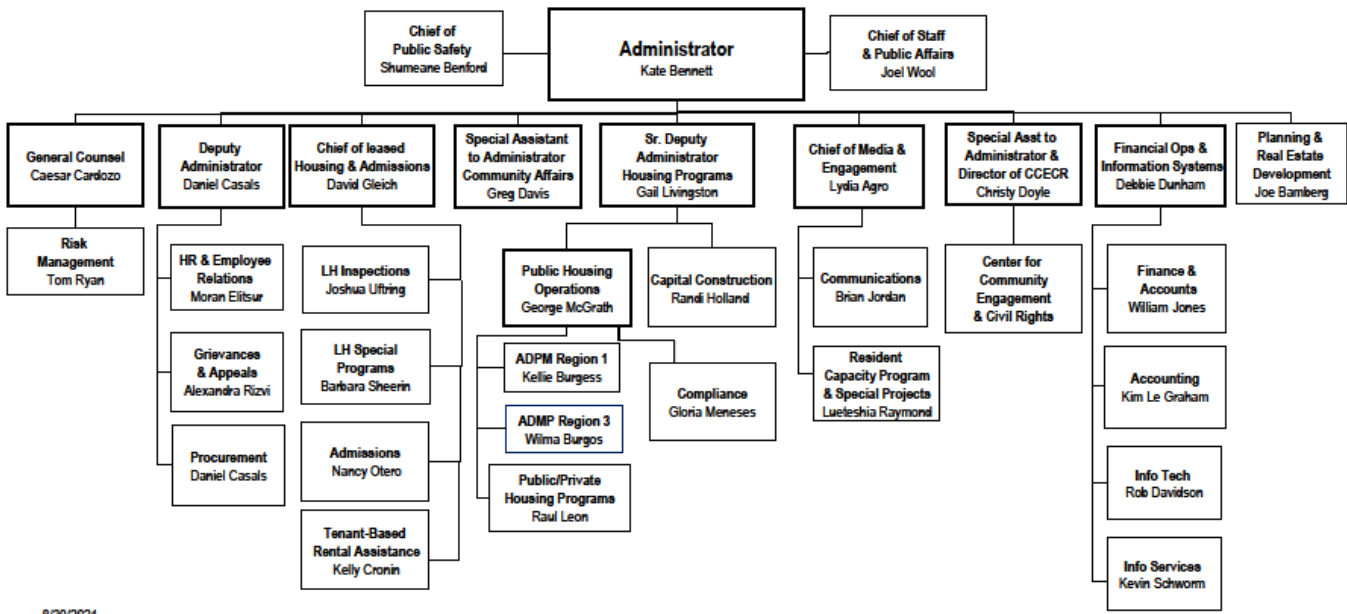 Chief of
Public Safety
Shumeane Benford
Administrator
Kate Bennett
Chief of Staff
& Public Affairs
Joel Wool
General Counsel
Caesar Cardozo
Deputy
Administrator
Daniel Casals
Chief of leased
Housing & Admissions
David Gleich
Special Assistant
to Administrator
Community Affairs
Greg Davis
Sr. Deputy
Administrator
Housing Programs
Gail Livingston
Chief of Media &
Engagement
Lydia Agro
Special Asst to
Administrator &
Director of CCECR
Christy Doyle
Financial Ops &
Information Systems
Debbie Dunham
Planning &
Real Estate
Development
Joe Bamberg
Risk
Management
Tom Ryan
HR & Employee
Relations
Moran Elitsur
Grievances
& Appeals
Alexandra Rizvi
Procurement
Daniel Casals
LH Inspections
Joshua Uftring
LH Special
Programs
Barbara Sheerin
Admissions
Nancy Otero
Tenant-Based
Rental Assistance
Kelly Cronin
Public Housing
Operations
George McGrath
Capital Construction
Randi Holland
ADPM Region 1
Kellie Burgess
ADMP Region 3
Wilma Burgos
Public/Private
Housing Programs
Raul Leon
Compliance
Gloria Meneses
Communications
Brian Jordan
Resident
Capacity Program
& Special Projects
Lueteshia Raymond
Center for
Community
Engagement
& Civil Rights
Finance &
Accounts
William Jones
Accounting
Kim Le Graham
Info Tech
Rob Davidson
Info Services
Kevin Schworm